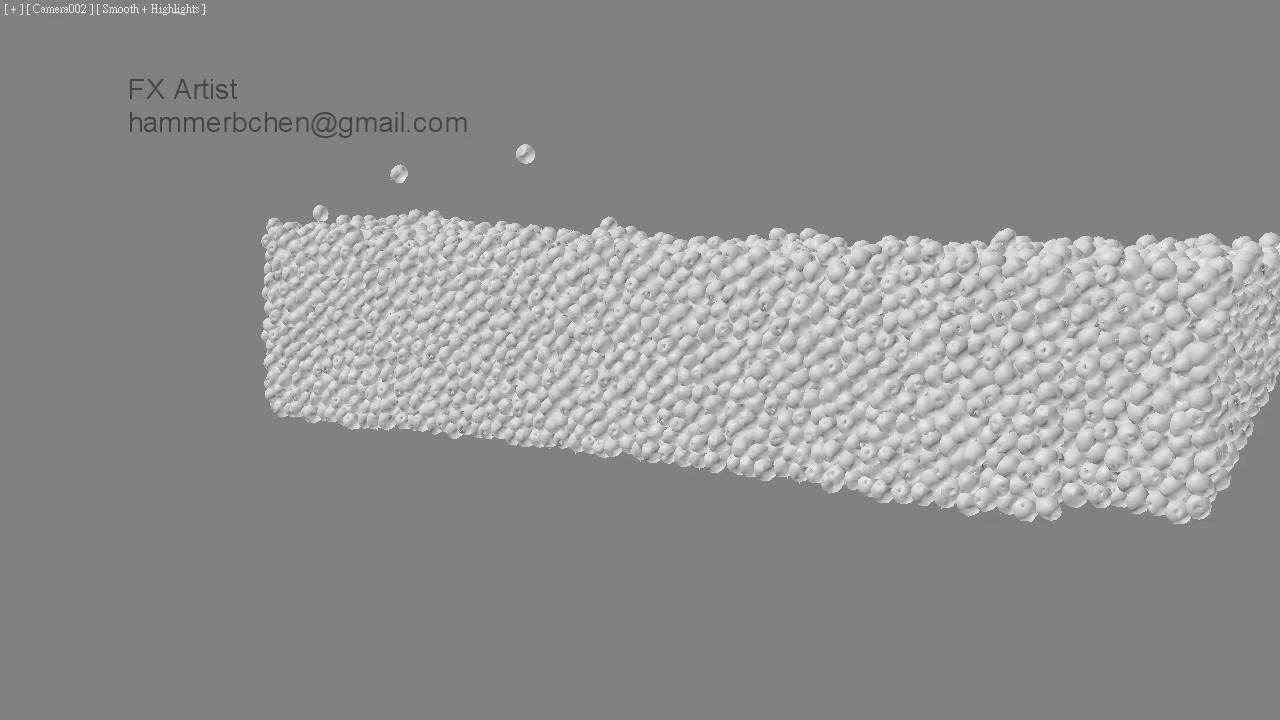 [ + ] [ Camera002 ] [ Smooth + Highlights ]
FX Artist
hammerbchen@gmail.com